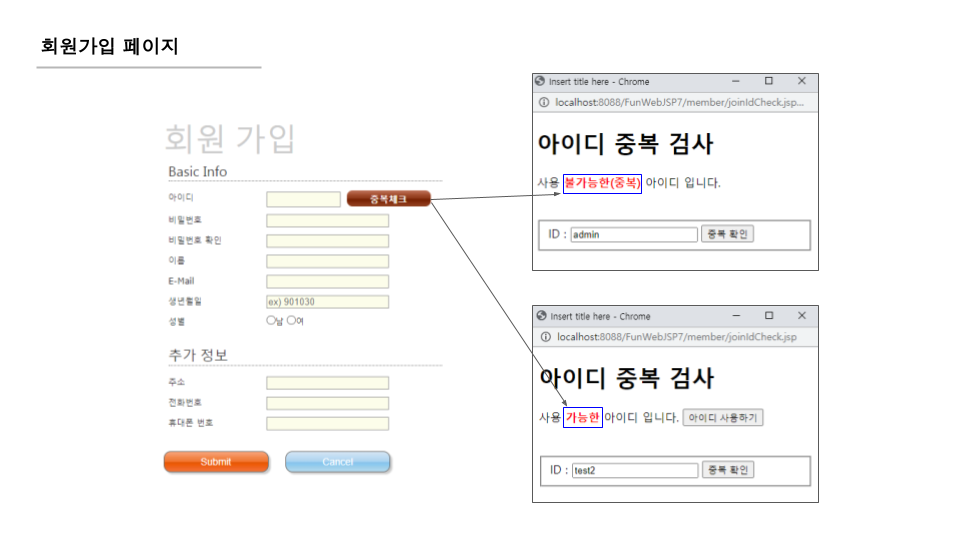 회원가입 페이지
회원 가입
Basic Info
아이디 중복체크
비밀번호
비밀번호 확인
이름
E-Mail
생년월일 ex) 901030
성별 남 여
추가 정보
주소
전화번호
휴대폰 번호
Submit Cancel
Insert title here - Chrome
localhost:8088/FunWebJSP7/member/joinIdCheck.jsp...
아이디 중복 검사
사용 불가능한(중복) 아이디 입니다.
ID : admin 중복 확인
Insert title here - Chrome
localhost:8088/FunWebJSP7/member/joinIdCheck.jsp
아이디 중복 검사
사용 가능한 아이디 입니다. 아이디 사용하기
ID : test2 중복 확인